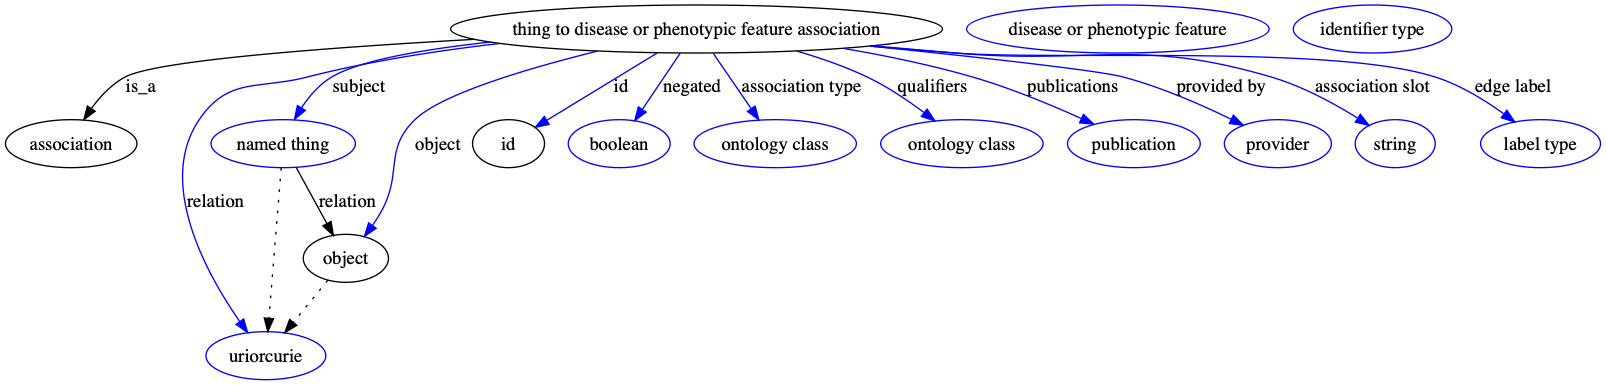 thing to disease or phenotypic feature association
disease or phenotypic feature
identifier type
is_a
subject
id
negated
association type
qualifiers
publications
provided by
association slot
edge label
association
named thing
object
id
boolean
ontology class
ontology class
publication
provider
string
label type
relation
relation
object
uriorcurie